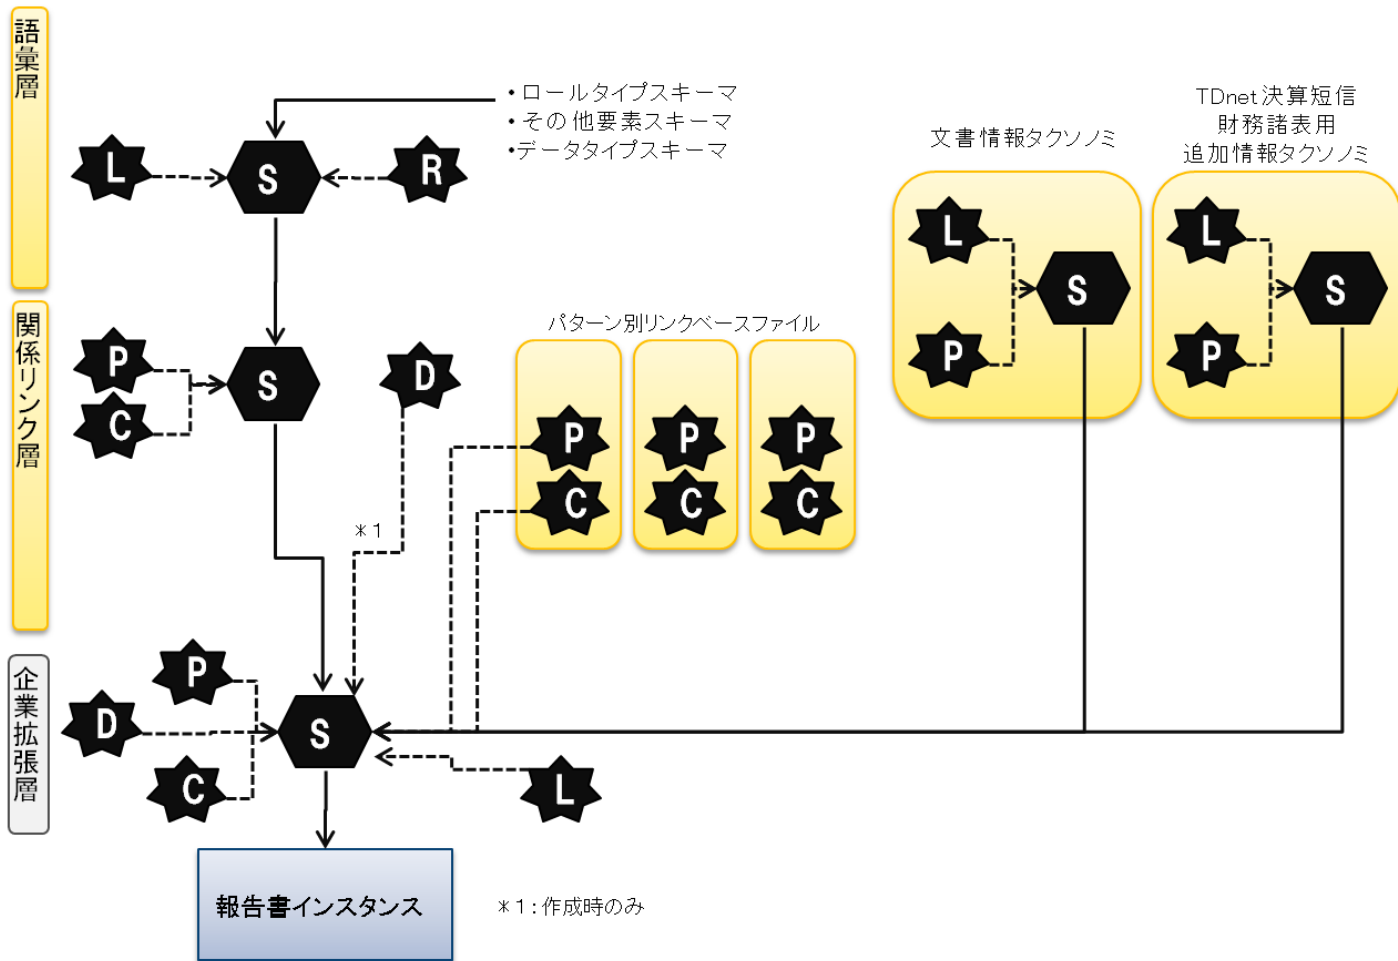 語彙層
・ロールタイプスキーマ
・その他要素スキーマ
・データタイプスキーマ
文書情報タクソノミ
TDnet決算短信
財務諸表用
追加情報タクソノミ
L
S
R
L
S
P
L
S
P
関係リンク層
P
C
S
D
パターン別リンクベースファイル
P
P
P
C
C
C
*1
企業拡張層
P
D
S
C
L
報告書インスタンス
*1:作成時のみ